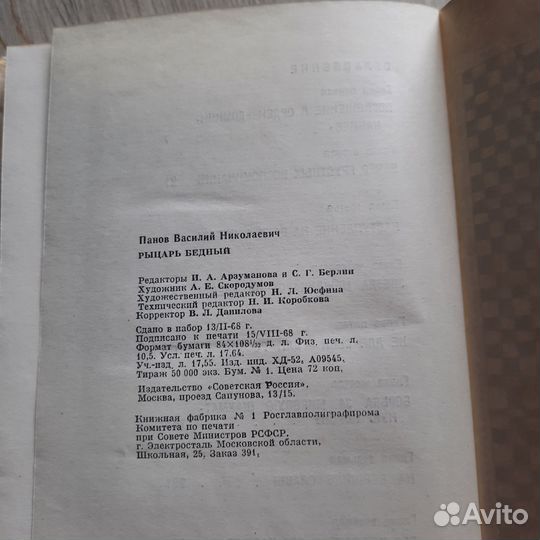 Панов Василий Николаевич
РЫЦАРЬ БЕДНЫЙ
Редакторы И. А. Арзуманова и С. Г. Берлин
Художник А. Е. Скородумов
Художественный редактор Н. Л. Юсфина
Технический редактор Н. И. Коробкова
Корректор В. Л. Данилова
Сдано в набор 13/II-68 г.
Подписано к печати 15/VIII-68 г.
Формат бумаги 84×108¹/₃₂ д. л. Физ. печ. л.
10,5. Усл. печ. л. 17,64.
Уч.-изд. л. 17,55. Изд. инд. ХД-52, А09545,
Тираж 50 000 экз. Бум. № 1. Цена 72 коп.
Издательство «Советская Россия».
Москва, проезд Сапунова, 13/15.
Книжная фабрика № 1 Росглавполиграфпрома
Комитета по печати
при Совете Министров РСФСР.
г. Электросталь Московской области,
Школьная, 25, Заказ 391.
Avito